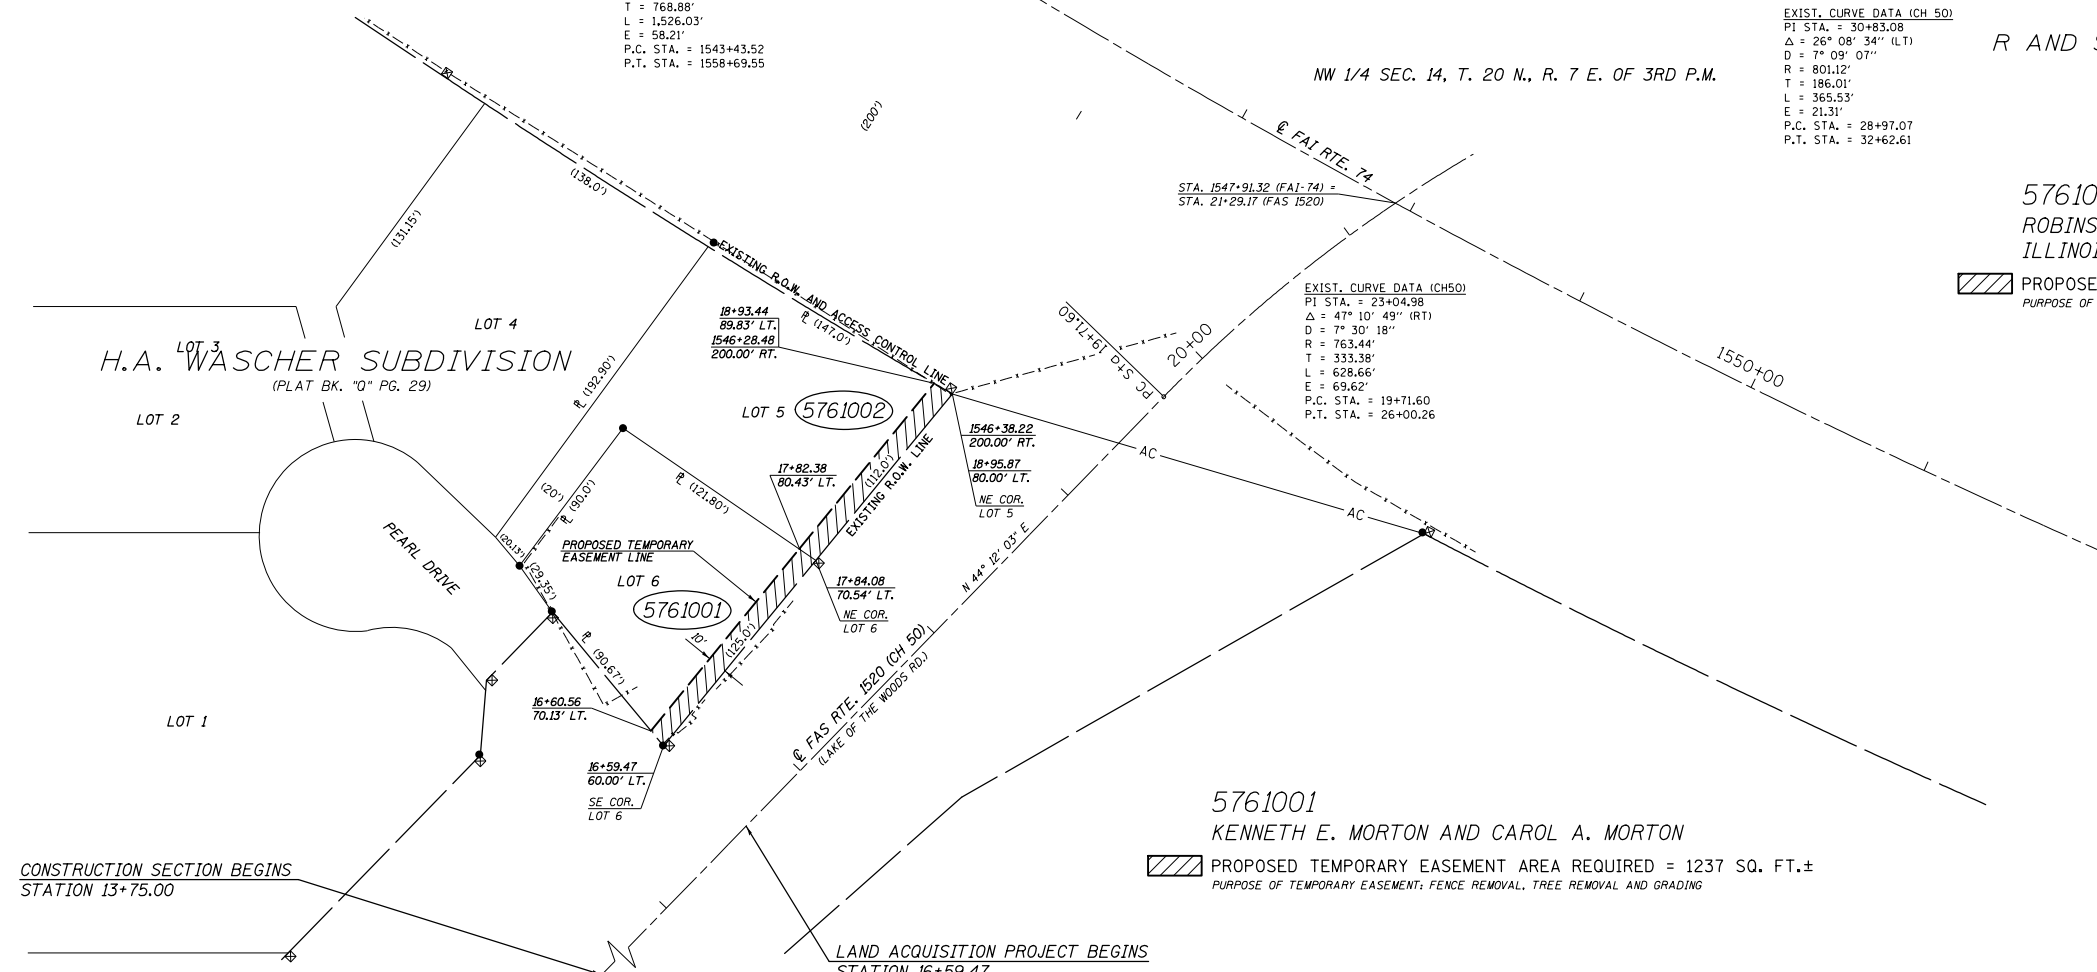 T = 768.88'
L = 1,526.03'
E = 58.21'
P.C. STA. = 1543+43.52
P.T. STA. = 1558+69.55
(200')
NW 1/4 SEC. 14, T. 20 N., R. 7 E. OF 3RD P.M.
EXIST. CURVE DATA (CH 50)
PI STA. = 30+83.08
Δ = 26° 08' 34'' (LT)
D = 7° 09' 07''
R = 801.12'
T = 186.01'
L = 365.53'
E = 21.31'
P.C. STA. = 28+97.07
P.T. STA. = 32+62.61
R AND
℄ FAI RTE. 74
STA. 1547+91.32 (FAI-74) =
STA. 21+29.17 (FAS 1520)
57610
ROBINS
ILLINOI
PROPOSE
PURPOSE OF
(138.0')
(131.15')
EXISTING R.O.W. AND ACCESS CONTROL LINE
℄ (147.0')
18+93.44
89.83' LT.
1546+28.48
200.00' RT.
EXIST. CURVE DATA (CH50)
PI STA. = 23+04.98
Δ = 47° 10' 49'' (RT)
D = 7° 30' 18''
R = 763.44'
T = 333.38'
L = 628.66'
E = 69.62'
P.C. STA. = 19+71.60
P.T. STA. = 26+00.26
PC Sta 19+71.60
20+00
1550+00
LOT 4
LOT 3
H.A. WASCHER SUBDIVISION
(PLAT BK. "O" PG. 29)
LOT 2
℄ (192.90')
LOT 5
5761002
1546+38.22
200.00' RT.
18+95.87
80.00' LT.
NE COR.
LOT 5
AC
AC
17+82.38
80.43' LT.
(112.0')
EXISTING R.O.W. LINE
℄ (121.80')
(20')
℄ (90.0')
PEARL DRIVE
(20.13')
(29.35')
PROPOSED TEMPORARY
EASEMENT LINE
LOT 6
5761001
17+84.08
70.54' LT.
NE COR.
LOT 6
N 44° 12' 03" E
10'
(125.0')
℄ (90.67')
16+60.56
70.13' LT.
℄ FAS RTE. 1520 (CH 50)
(LAKE OF THE WOODS RD.)
LOT 1
16+59.47
60.00' LT.
SE COR.
LOT 6
5761001
KENNETH E. MORTON AND CAROL A. MORTON
PROPOSED TEMPORARY EASEMENT AREA REQUIRED = 1237 SQ. FT.±
PURPOSE OF TEMPORARY EASEMENT: FENCE REMOVAL, TREE REMOVAL AND GRADING
CONSTRUCTION SECTION BEGINS
STATION 13+75.00
LAND ACQUISITION PROJECT BEGINS
STATION 16+59.47